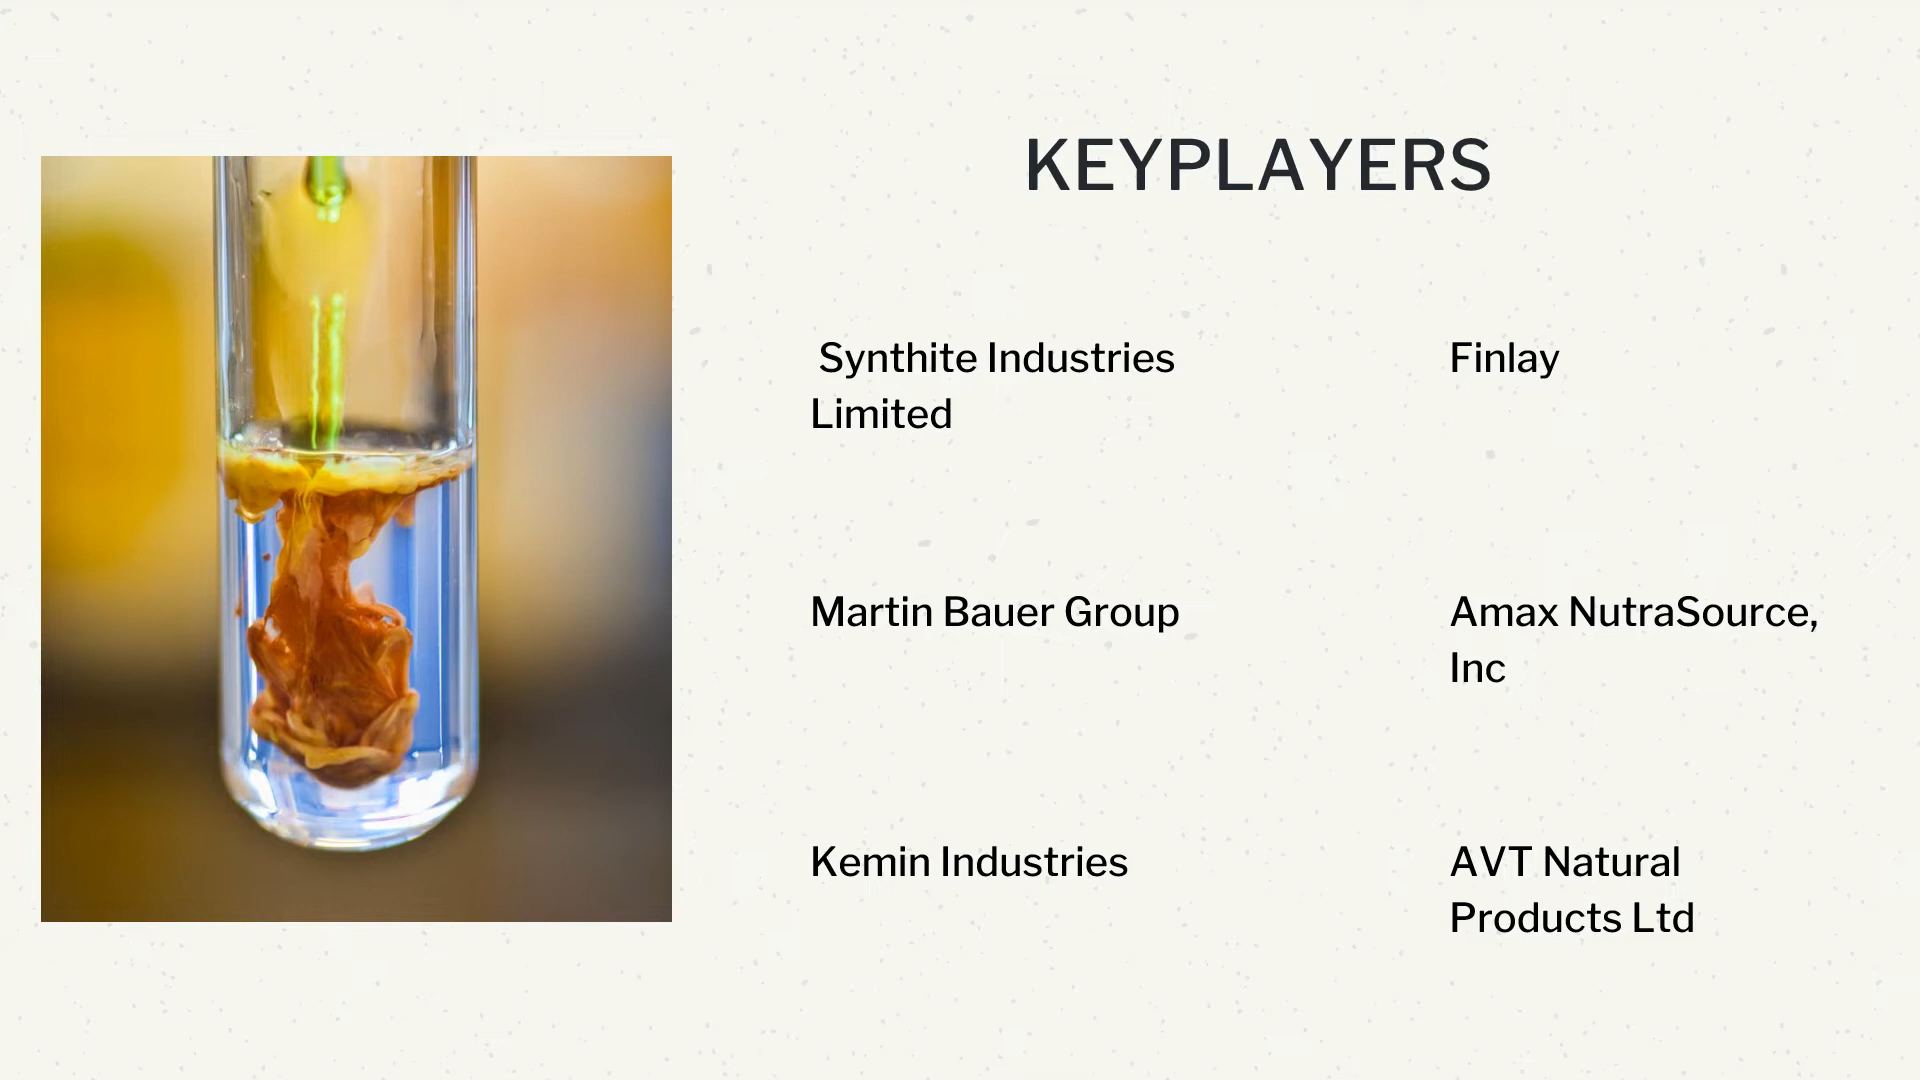 KEYPLAYERS
Synthite Industries
Limited
Finlay
Martin Bauer Group
Amax NutraSource,
Inc
Kemin Industries
AVT Natural
Products Ltd